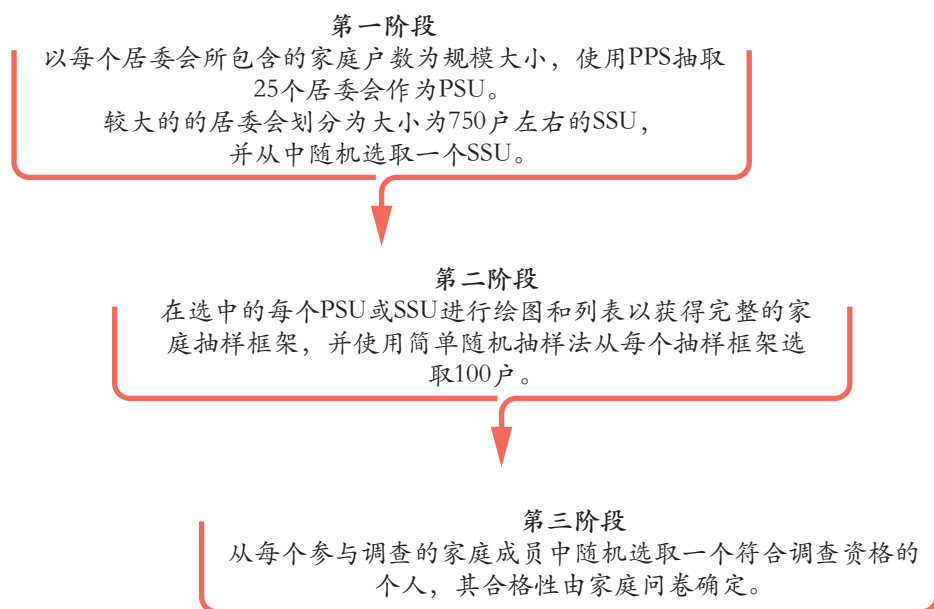 第一阶段
以每个居委会所包含的家庭户数为规模大小，使用PPS抽取
25个居委会作为PSU。
较大的的居委会划分为大小为750户左右的SSU，
并从中随机选取一个SSU。
第二阶段
在选中的每个PSU或SSU进行绘图和列表以获得完整的家
庭抽样框架，并使用简单随机抽样法从每个抽样框架选
取100户。
第三阶段
从每个参与调查的家庭成员中随机选取一个符合调查资格的
个人，其合格性由家庭问卷确定。